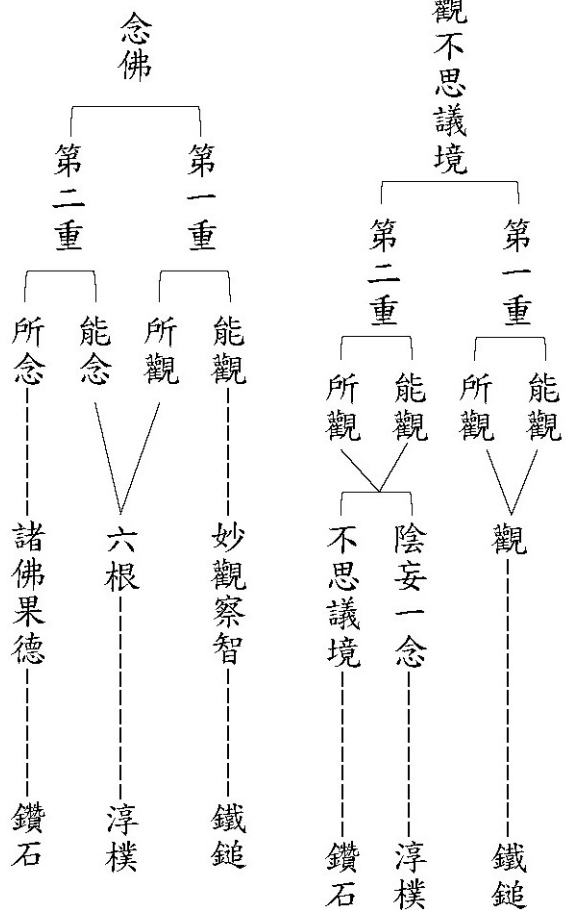 觀不思議境
第一重
第二重
能觀
所觀
能觀
所觀
觀
陰妄一念
不思議境
鐵鎚
淳樸
鑽石
念佛
第一重
第二重
能觀
所觀
能念
所念
妙觀察智
六根
諸佛果德
鐵鎚
淳樸
鑽石